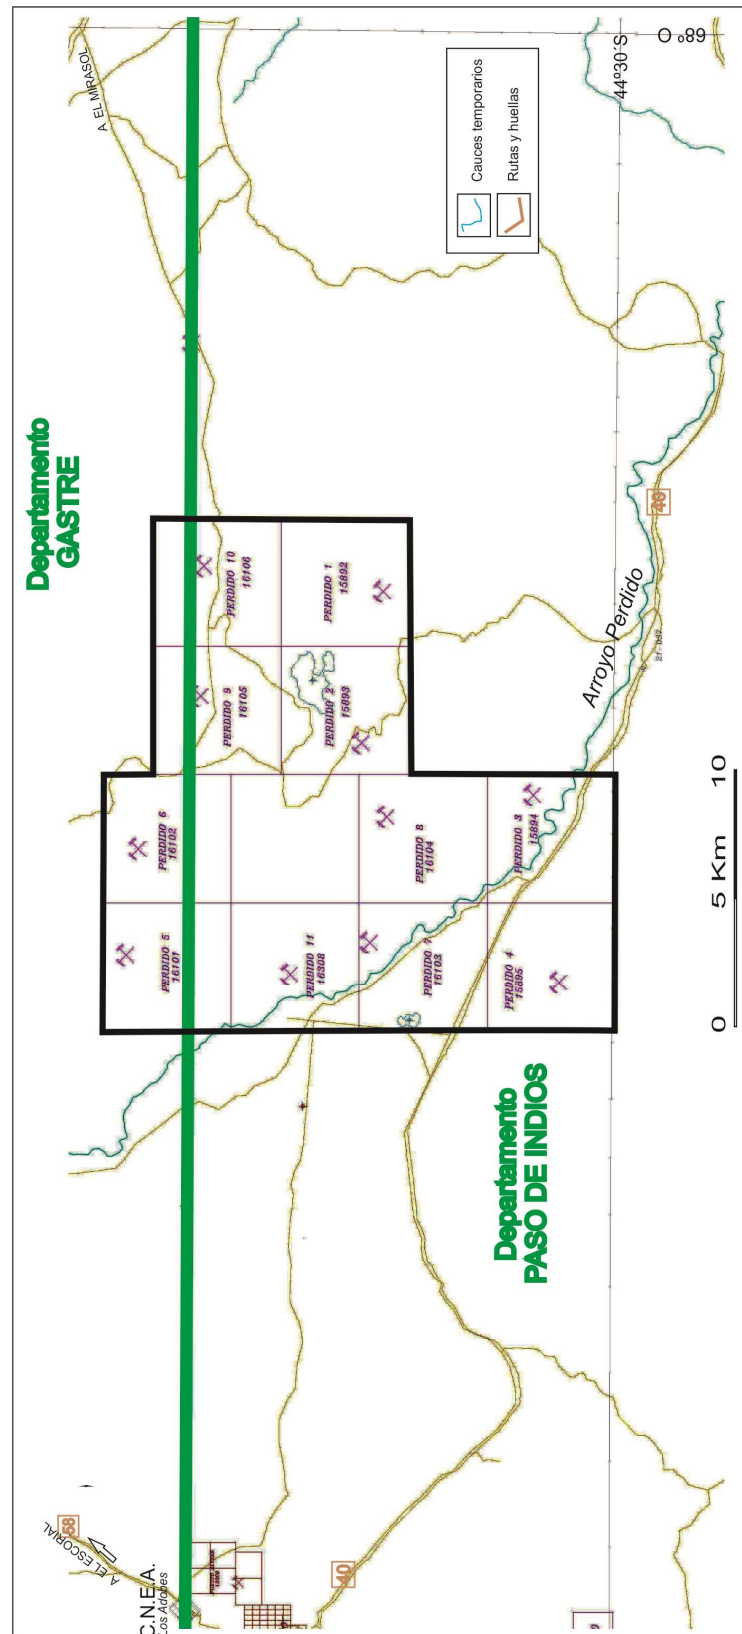 Departamento
GASTRE
A EL MIRASOL
44º30´S
68º O
Cauces temporarios
Rutas y huellas
PERDIDO 10
16106
PERDIDO 1
15892
PERDIDO 9
16105
PERDIDO 2
15893
PERDIDO 6
16102
PERDIDO 8
16104
PERDIDO 3
15894
PERDIDO 5
16101
PERDIDO 11
16308
PERDIDO 7
16103
PERDIDO 4
15895
Arroyo Perdido
Departamento
PASO DE INDIOS
0
5 Km
10
58
A EL ESCORIAL
C.N.E.A.
Los Adobes
40